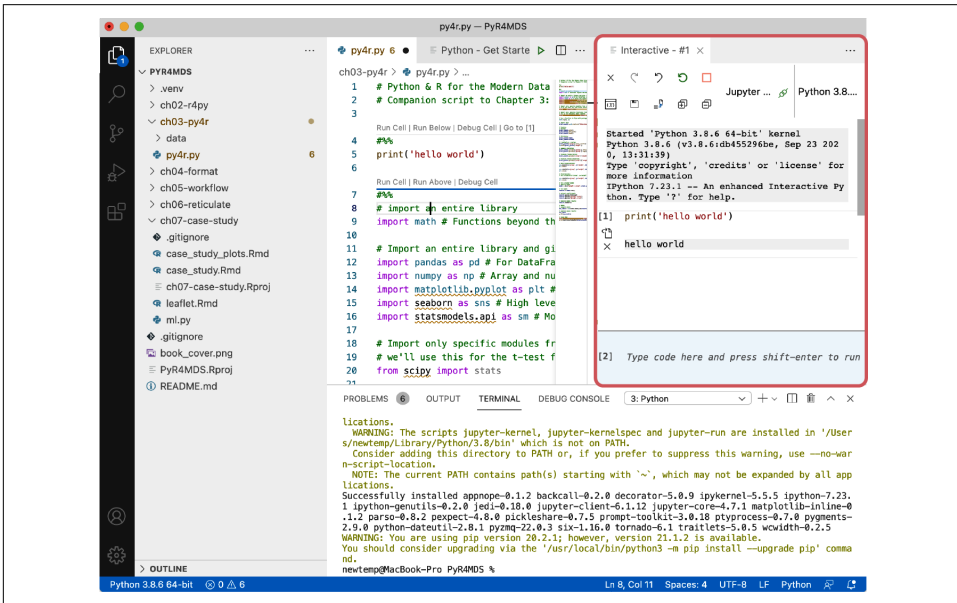 py4r.py — PyR4MDS
EXPLORER
PYR4MDS
.venv
ch02-r4py
ch03-py4r
data
py4r.py 6
ch04-format
ch05-workflow
ch06-reticulate
ch07-case-study
.gitignore
case_study_plots.Rmd
case_study.Rmd
ch07-case-study.Rproj
leaflet.Rmd
ml.py
.gitignore
book_cover.png
PyR4MDS.Rproj
README.md
OUTLINE
1
py4r.py 6
Python - Get Starte
ch03-py4r > py4r.py > ...
1 # Python & R for the Modern Data
2 # Companion script to Chapter 3:
3
Run Cell | Run Below | Debug Cell | Go to [1]
4 #%%
5 print('hello world')
6
Run Cell | Run Above | Debug Cell
7 #%%
8 # import an entire library
9 import math # Functions beyond th
10
11 # Import an entire library and gi
12 import pandas as pd # For DataFra
13 import numpy as np # Array and nu
14 import matplotlib.pyplot as plt #
15 import seaborn as sns # High leve
16 import statsmodels.api as sm # Mo
17
18 # Import only specific modules fr
19 # we'll use this for the t-test f
20 from scipy import stats
21
Interactive - #1
Jupyter ...
Python 3.8....
Started 'Python 3.8.6 64-bit' kernel
Python 3.8.6 (v3.8.6:db455296be, Sep 23 202
0, 13:31:39)
Type 'copyright', 'credits' or 'license' for
more information
IPython 7.23.1 -- An enhanced Interactive Py
thon. Type '?' for help.
[1] print('hello world')
hello world
[2] Type code here and press shift-enter to run
PROBLEMS 6 OUTPUT TERMINAL DEBUG CONSOLE 3: Python
lications.
WARNING: The scripts jupyter-kernel, jupyter-kernelspec and jupyter-run are installed in '/User
s/newtemp/Library/Python/3.8/bin' which is not on PATH.
Consider adding this directory to PATH or, if you prefer to suppress this warning, use --no-war
n-script-location.
NOTE: The current PATH contains path(s) starting with `~`, which may not be expanded by all app
lications.
Successfully installed appnope-0.1.2 backcall-0.2.0 decorator-5.0.9 ipykernel-5.5.5 ipython-7.23.
1 ipython-genutils-0.2.0 jedi-0.18.0 jupyter-client-6.1.12 jupyter-core-4.7.1 matplotlib-inline-0
.1.2 parso-0.8.2 pexpect-4.8.0 pickleshare-0.7.5 prompt-toolkit-3.0.18 ptyprocess-0.7.0 pygments-
2.9.0 python-dateutil-2.8.1 pyzmq-22.0.3 six-1.16.0 tornado-6.1 traitlets-5.0.5 wcwidth-0.2.5
WARNING: You are using pip version 20.2.1; however, version 21.1.2 is available.
You should consider upgrading via the '/usr/local/bin/python3 -m pip install --upgrade pip' comma
nd.
newtemp@MacBook-Pro PyR4MDS %
Python 3.8.6 64-bit 0 6
Ln 8, Col 11 Spaces: 4 UTF-8 LF Python